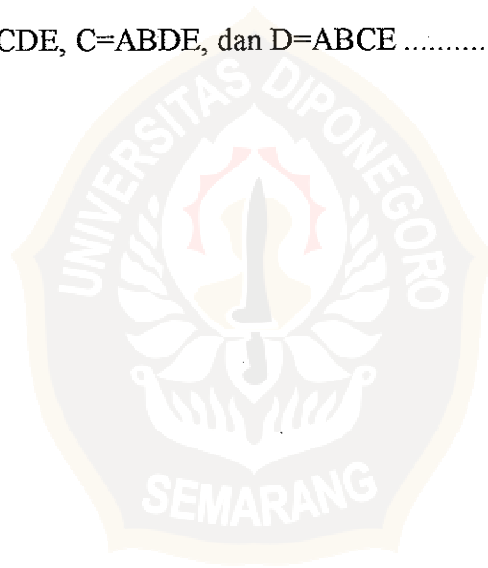 CDE, C=ABDE, dan D=ABCE ..........
UNIVERSITAS DIPONEGORO
SEMARANG